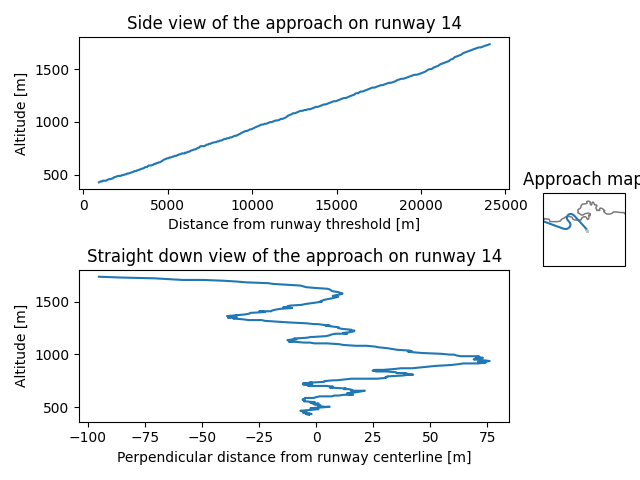 Side view of the approach on runway 14
Altitude [m]
1500
1000
500
0
5000
10000
15000
20000
25000
Distance from runway threshold [m]
Approach map
Straight down view of the approach on runway 14
Altitude [m]
1500
1000
500
−100
−75
−50
−25
0
25
50
75
Perpendicular distance from runway centerline [m]